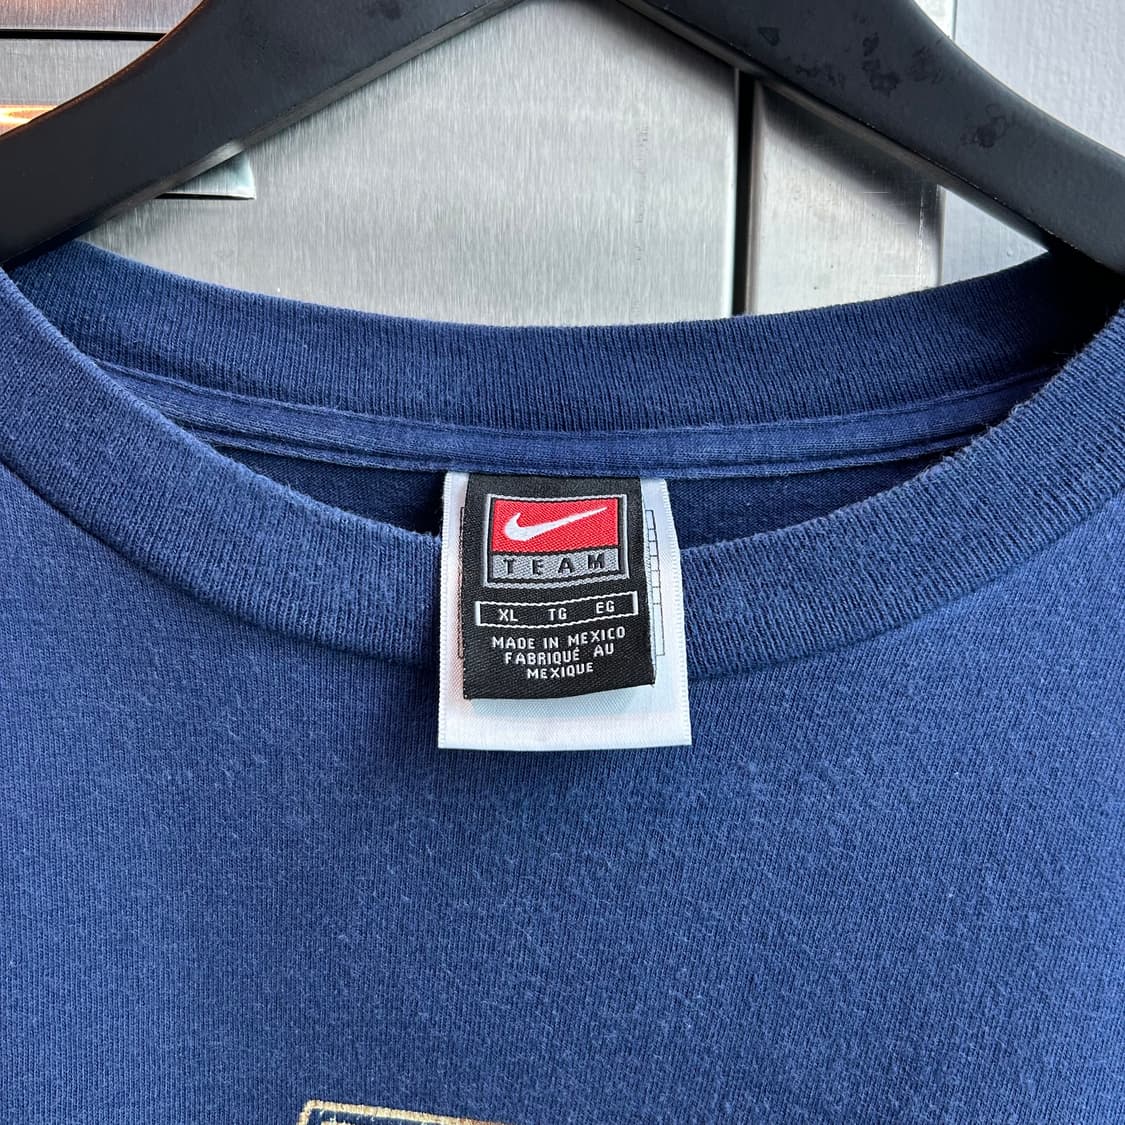 TEAM
XL TG EG
MADE IN MEXICO
FABRIQUÉ AU
MEXIQUE